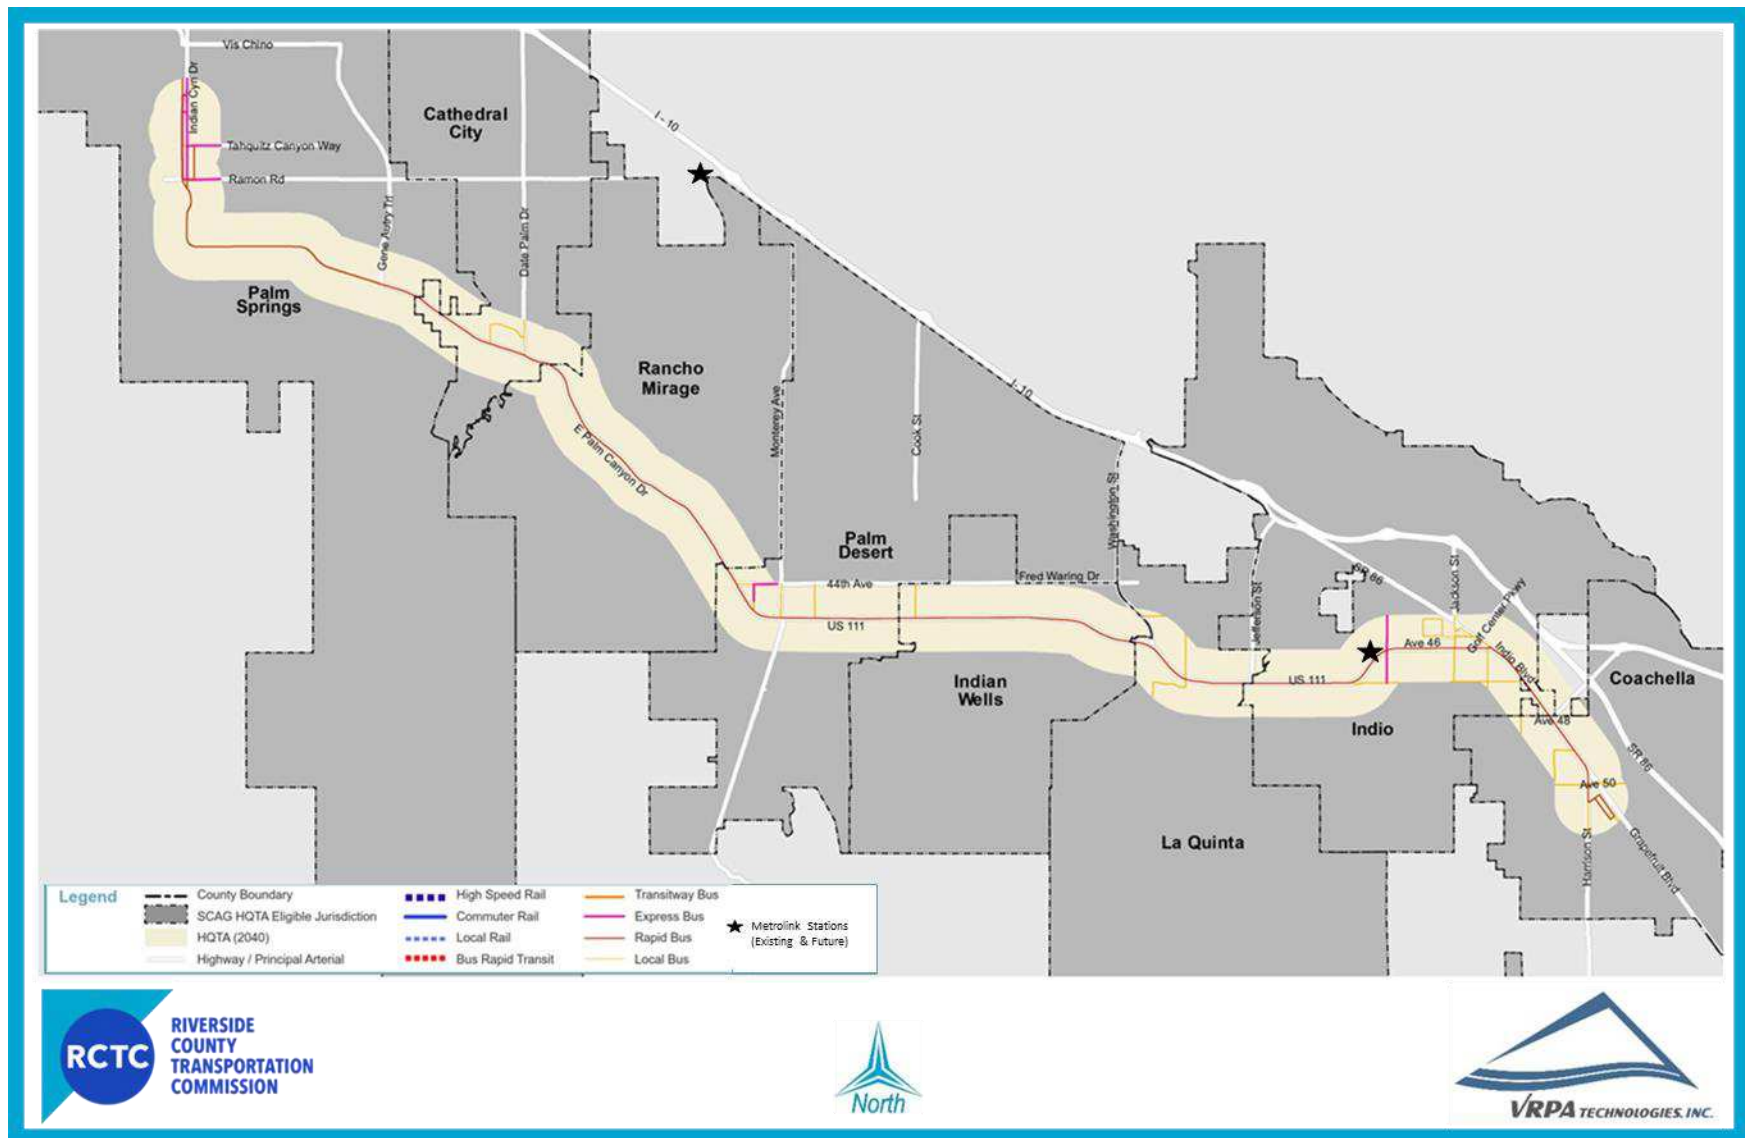 Vis Chino
Indian Cyn Dr
Cathedral
City
I - 10
Tahquitz Canyon Way
Ramon Rd
Gene Autry Trl
Date Palm Dr
Palm
Springs
Rancho
Mirage
I - 10
Monterey Ave
Cook St
E Palm Canyon Dr
Washington St
Palm
Desert
44th Ave
Fred Waring Dr
SR 86
Jackson St
Jefferson St
Golf Center Pkwy
US 111
Ave 46
Indio Blvd
US 111
Indian
Wells
Coachella
Indio
Ave 48
SR 86
Ave 50
La Quinta
Harrison St
Grapefruit Blvd
Legend
County Boundary
SCAG HQTA Eligible Jurisdiction
HQTA (2040)
Highway / Principal Arterial
High Speed Rail
Commuter Rail
Local Rail
Bus Rapid Transit
Transitway Bus
Express Bus
Rapid Bus
Local Bus
Metrolink Stations
(Existing & Future)
RCTC
RIVERSIDE
COUNTY
TRANSPORTATION
COMMISSION
North
VRPA TECHNOLOGIES, INC.